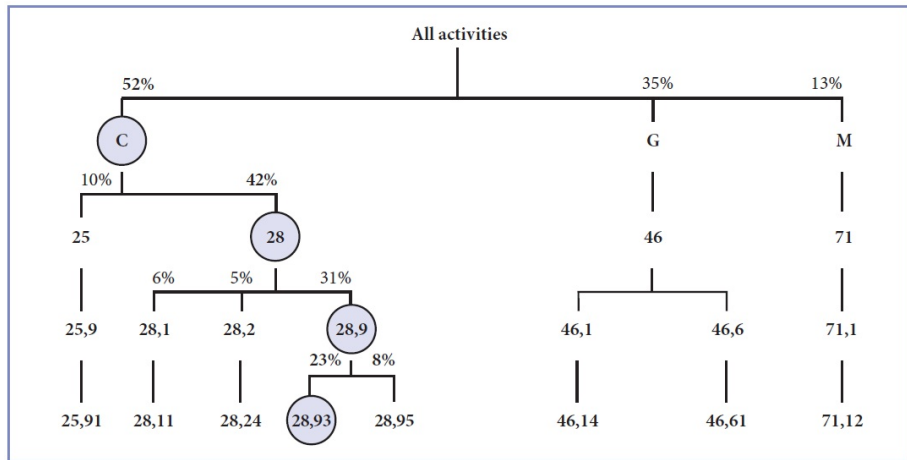 All activities
52% 35% 13%
C G M
10% 42%
25 28 46 71
6% 5% 31%
25,9 28,1 28,2 28,9 46,1 46,6 71,1
23% 8%
25,91 28,11 28,24 28,93 28,95 46,14 46,61 71,12